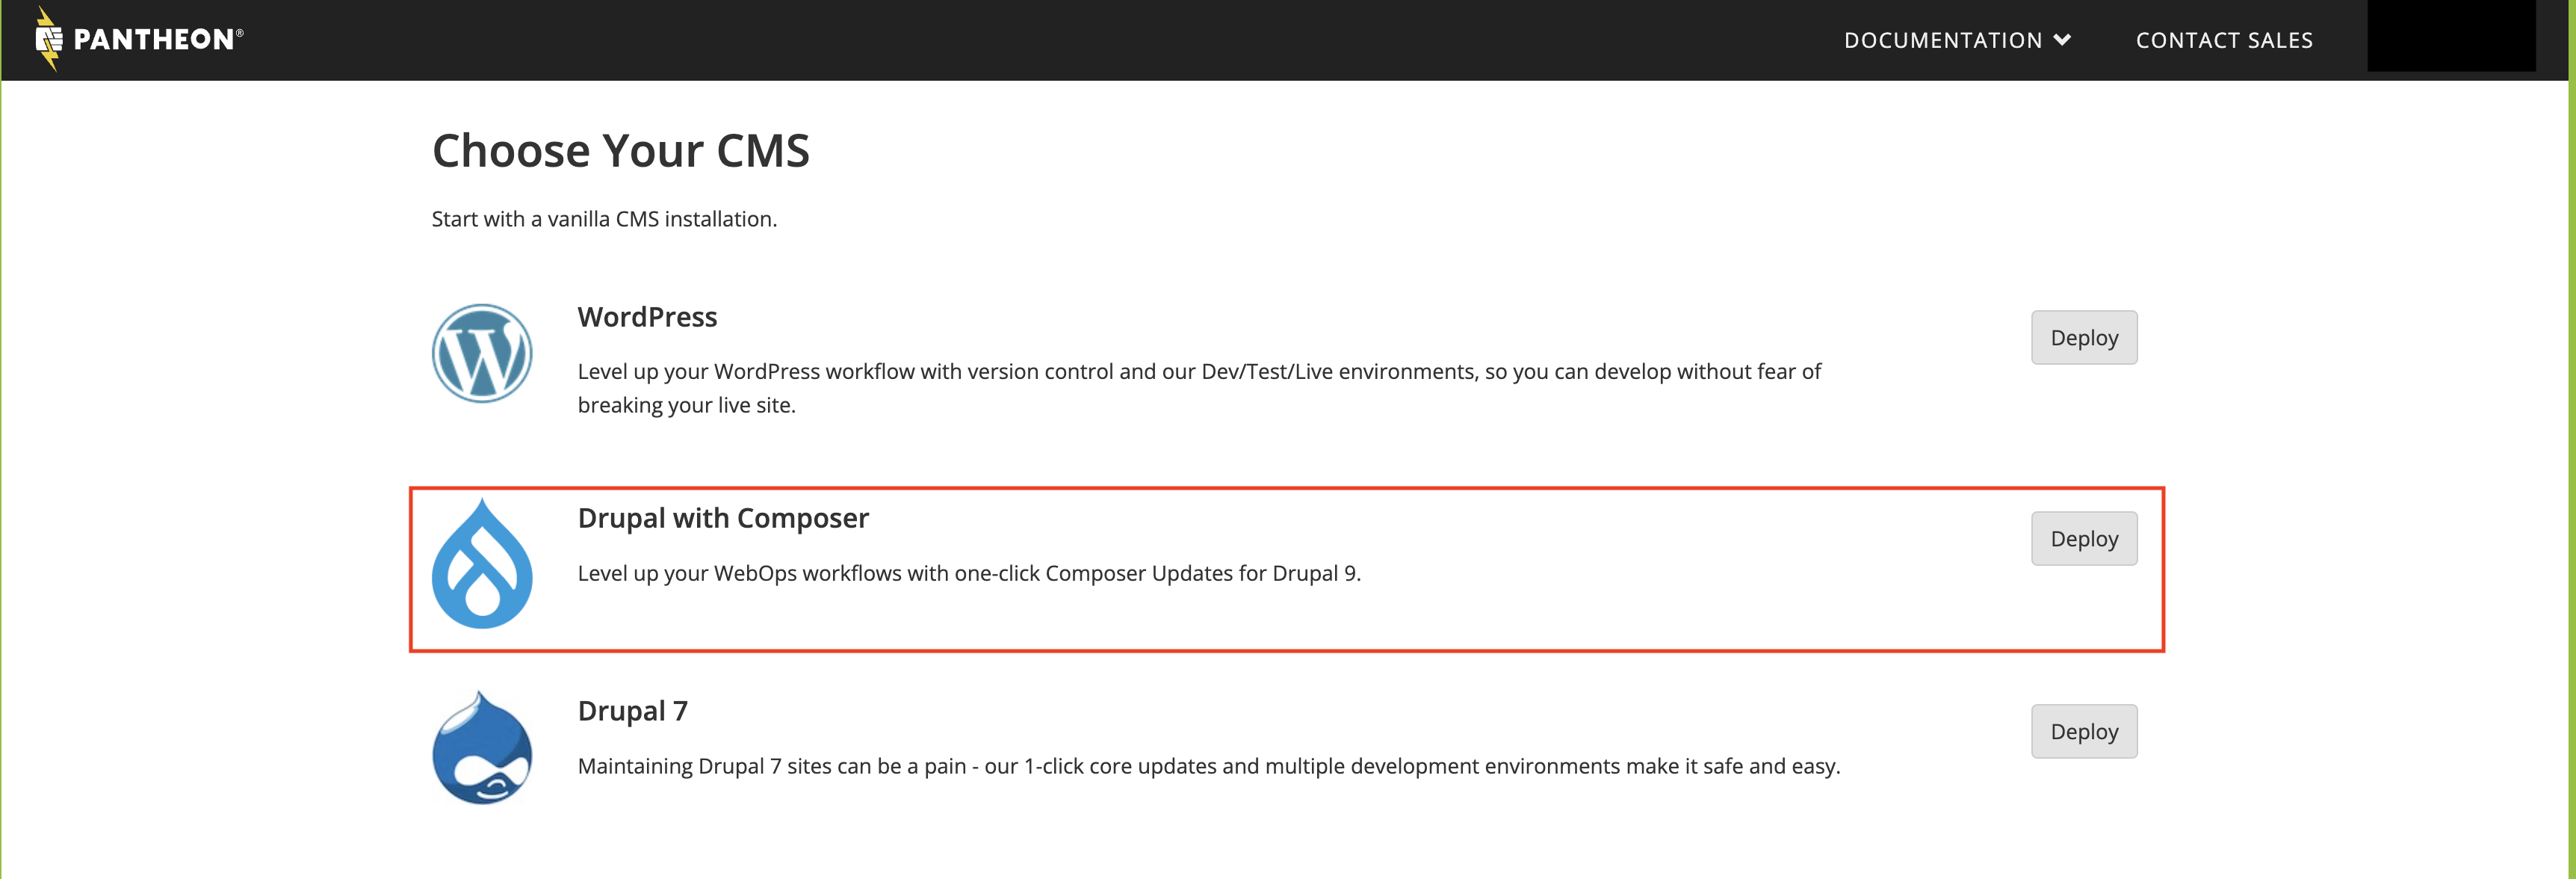 PANTHEON®
DOCUMENTATION
CONTACT SALES
Choose Your CMS
Start with a vanilla CMS installation.
WordPress
Deploy
Level up your WordPress workflow with version control and our Dev/Test/Live environments, so you can develop without fear of
breaking your live site.
Drupal with Composer
Deploy
Level up your WebOps workflows with one-click Composer Updates for Drupal 9.
Drupal 7
Deploy
Maintaining Drupal 7 sites can be a pain - our 1-click core updates and multiple development environments make it safe and easy.